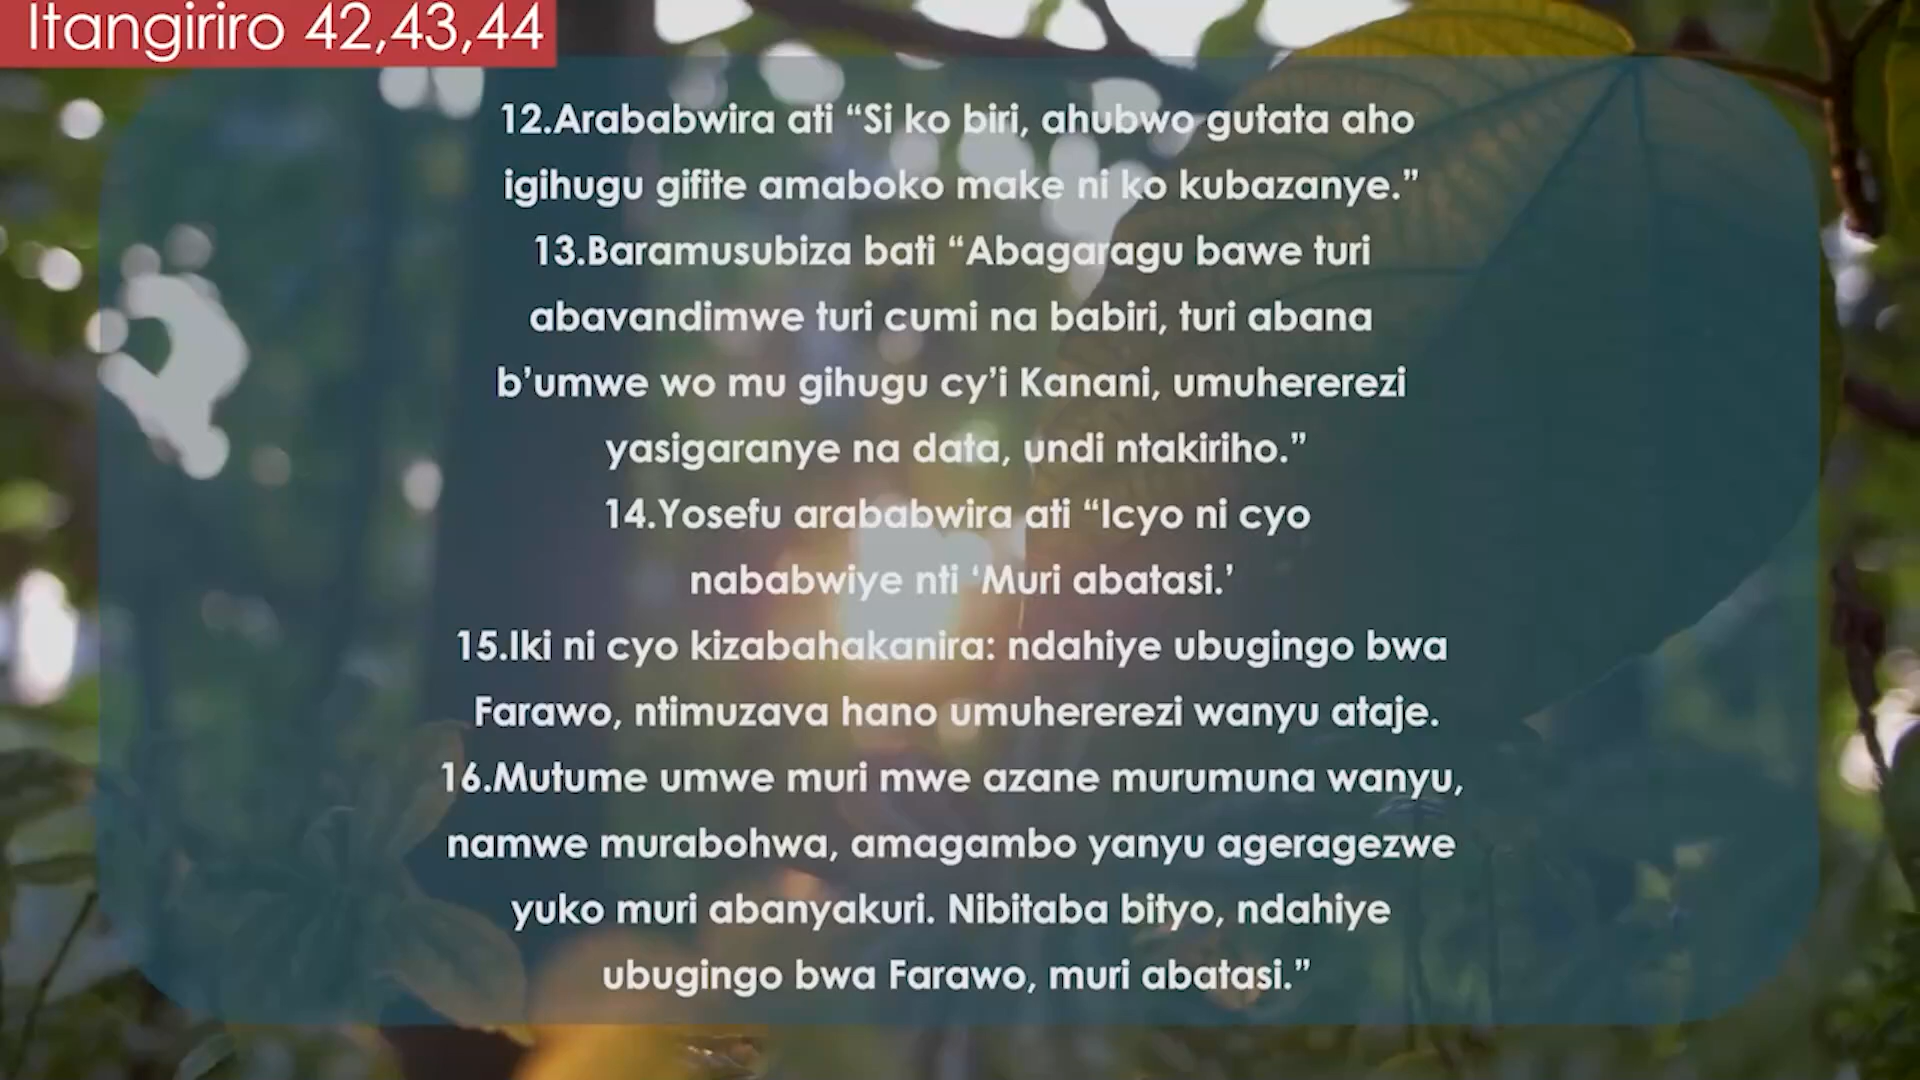 Itangiriro 42,43,44
12.Arababwira ati “Si ko biri, ahubwo gutata aho
igihugu gifite amaboko make ni ko kubazanye.”
13.Baramusubiza bati “Abagaragu bawe turi
abavandimwe turi cumi na babiri, turi abana
b’umwe wo mu gihugu cy’i Kanani, umuhererezi
yasigaranye na data, undi ntakiriho.”
14.Yosefu arababwira ati “Icyo ni cyo
nababwiye nti ‘Muri abatasi.’
15.Iki ni cyo kizabahakanira: ndahiye ubugingo bwa
Farawo, ntimuzava hano umuhererezi wanyu ataje.
16.Mutume umwe muri mwe azane murumuna wanyu,
namwe murabohwa, amagambo yanyu ageragezwe
yuko muri abanyakuri. Nibitaba bityo, ndahiye
ubugingo bwa Farawo, muri abatasi.”